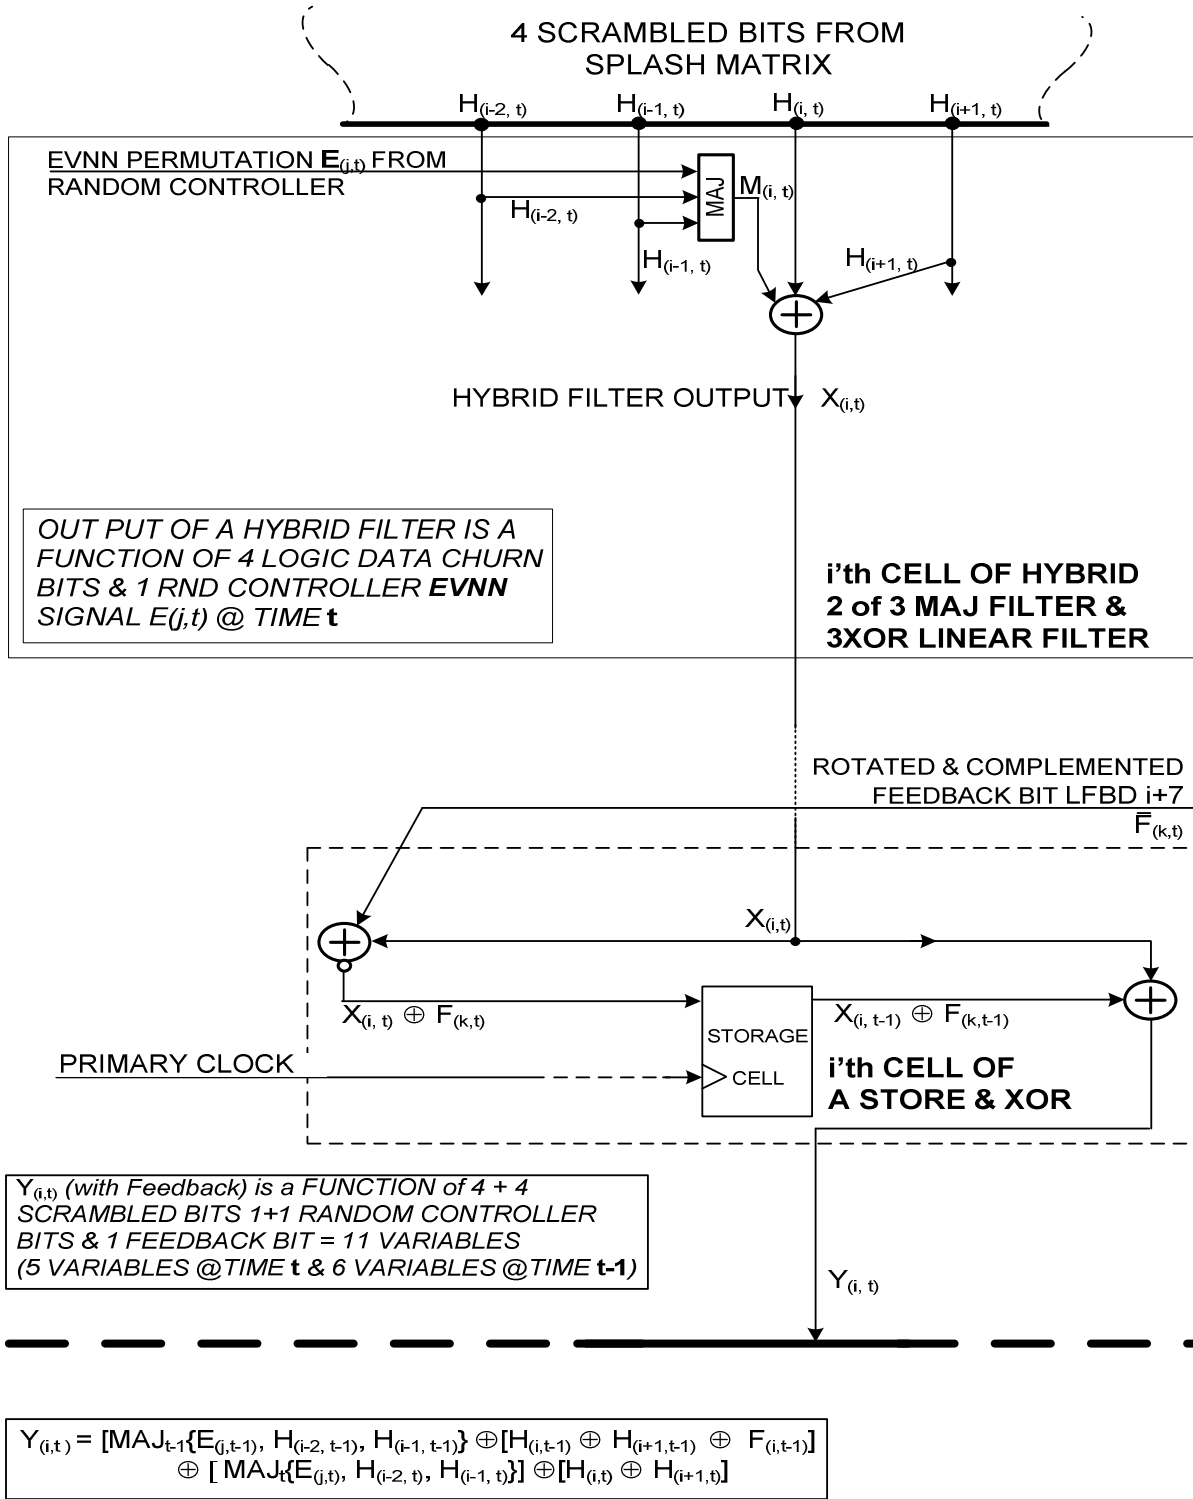 4 SCRAMBLED BITS FROM
SPLASH MATRIX
H(i-2, t)
H(i-1, t)
H(i, t)
H(i+1, t)
EVNN PERMUTATION E(j,t) FROM
RANDOM CONTROLLER
MAJ
M(i, t)
H(i-2, t)
H(i-1, t)
H(i+1, t)
HYBRID FILTER OUTPUT
X(i,t)
OUT PUT OF A HYBRID FILTER IS A
FUNCTION OF 4 LOGIC DATA CHURN
BITS & 1 RND CONTROLLER EVNN
SIGNAL E(j,t) @ TIME t
i'th CELL OF HYBRID
2 of 3 MAJ FILTER &
3XOR LINEAR FILTER
ROTATED & COMPLEMENTED
FEEDBACK BIT LFBD i+7
F̅(k,t)
X(i,t)
X(i, t) ⊕ F(k,t)
X(i, t-1) ⊕ F(k,t-1)
STORAGE
CELL
PRIMARY CLOCK
i'th CELL OF
A STORE & XOR
Y(i,t) (with Feedback) is a FUNCTION of 4 + 4
SCRAMBLED BITS 1+1 RANDOM CONTROLLER
BITS & 1 FEEDBACK BIT = 11 VARIABLES
(5 VARIABLES @TIME t & 6 VARIABLES @TIME t-1)
Y(i, t)
Y(i,t ) = [MAJt-1{E(j,t-1), H(i-2, t-1), H(i-1, t-1)} ⊕[H(i,t-1) ⊕ H(i+1,t-1) ⊕ F(i,t-1)]
⊕ [ MAJt{E(j,t), H(i-2, t), H(i-1, t)}] ⊕[H(i,t) ⊕ H(i+1,t)]